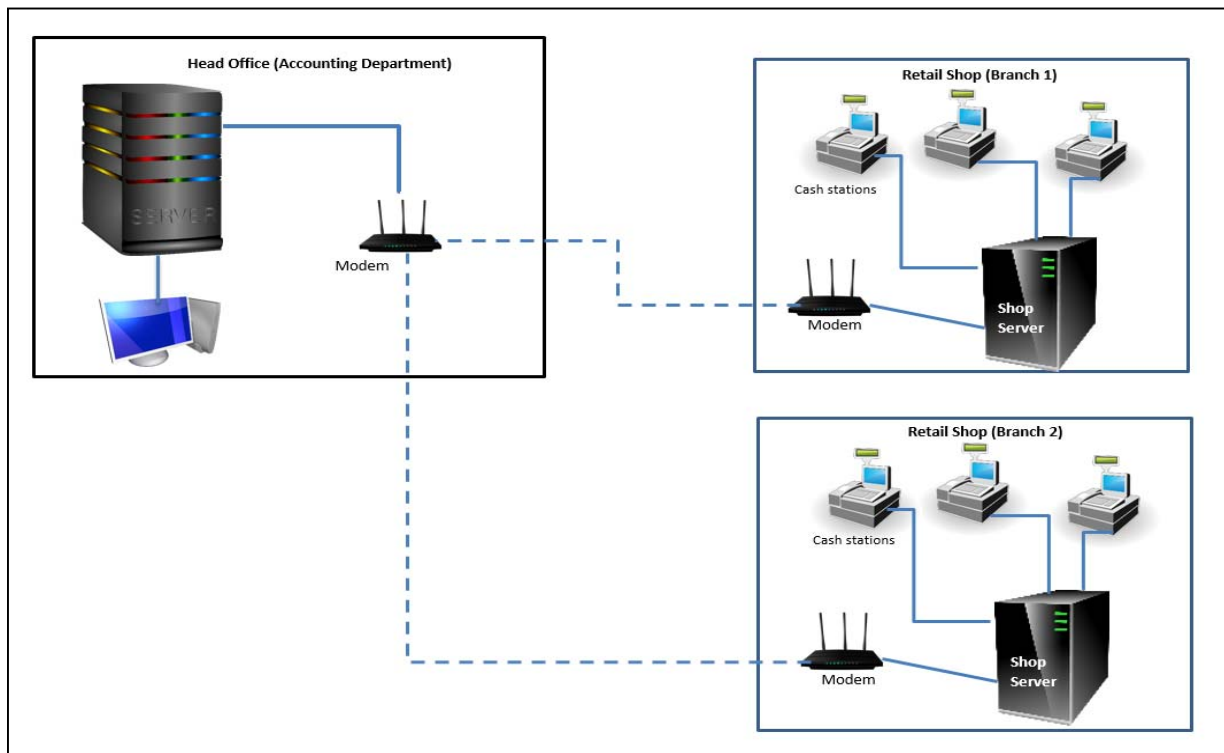 Head Office (Accounting Department)
SERVER
Modem
Retail Shop (Branch 1)
Cash stations
Modem
Shop
Server
Retail Shop (Branch 2)
Cash stations
Modem
Shop
Server